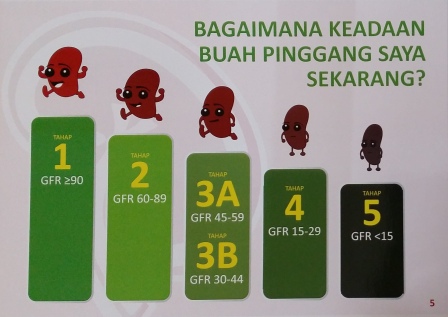 BAGAIMANA KEADAAN
BUAH PINGGANG SAYA
SEKARANG?
TAHAP
1
GFR ≥90
TAHAP
2
GFR 60-89
TAHAP
3A
GFR 45-59
TAHAP
3B
GFR 30-44
TAHAP
4
GFR 15-29
TAHAP
5
GFR <15
5